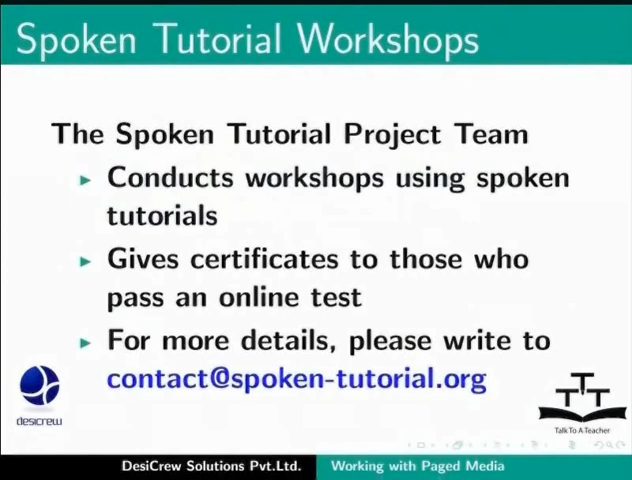 Spoken Tutorial Workshops
The Spoken Tutorial Project Team
Conducts workshops using spoken
tutorials
Gives certificates to those who
pass an online test
For more details, please write to
contact@spoken-tutorial.org
desicrew
TTT
Talk To A Teacher
DesiCrew Solutions Pvt.Ltd. Working with Paged Media